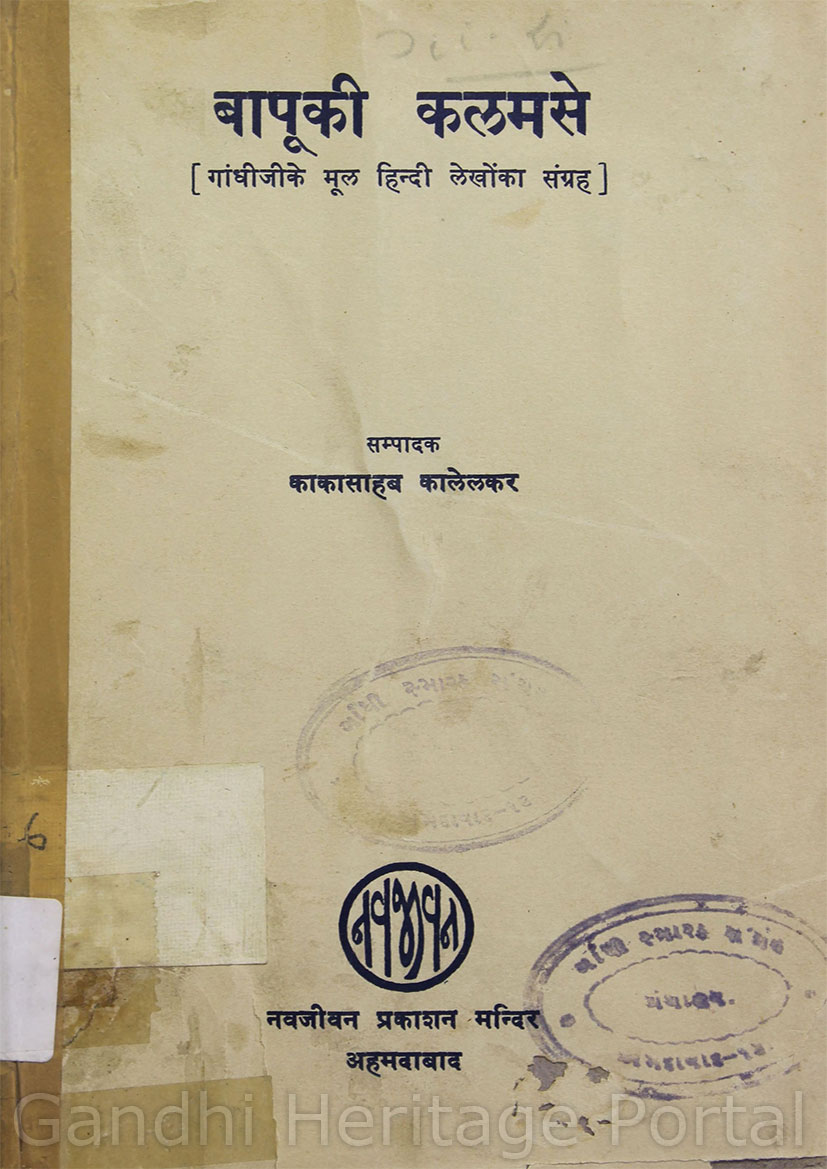 बापूकी कलमसे
[ गांधीजीके मूल हिन्दी लेखोंका संग्रह ]
सम्पादक
काकासाहब कालेलकर
नवजीवन
नवजीवन प्रकाशन मन्दिर
अहमदाबाद
Gandhi Heritage Portal